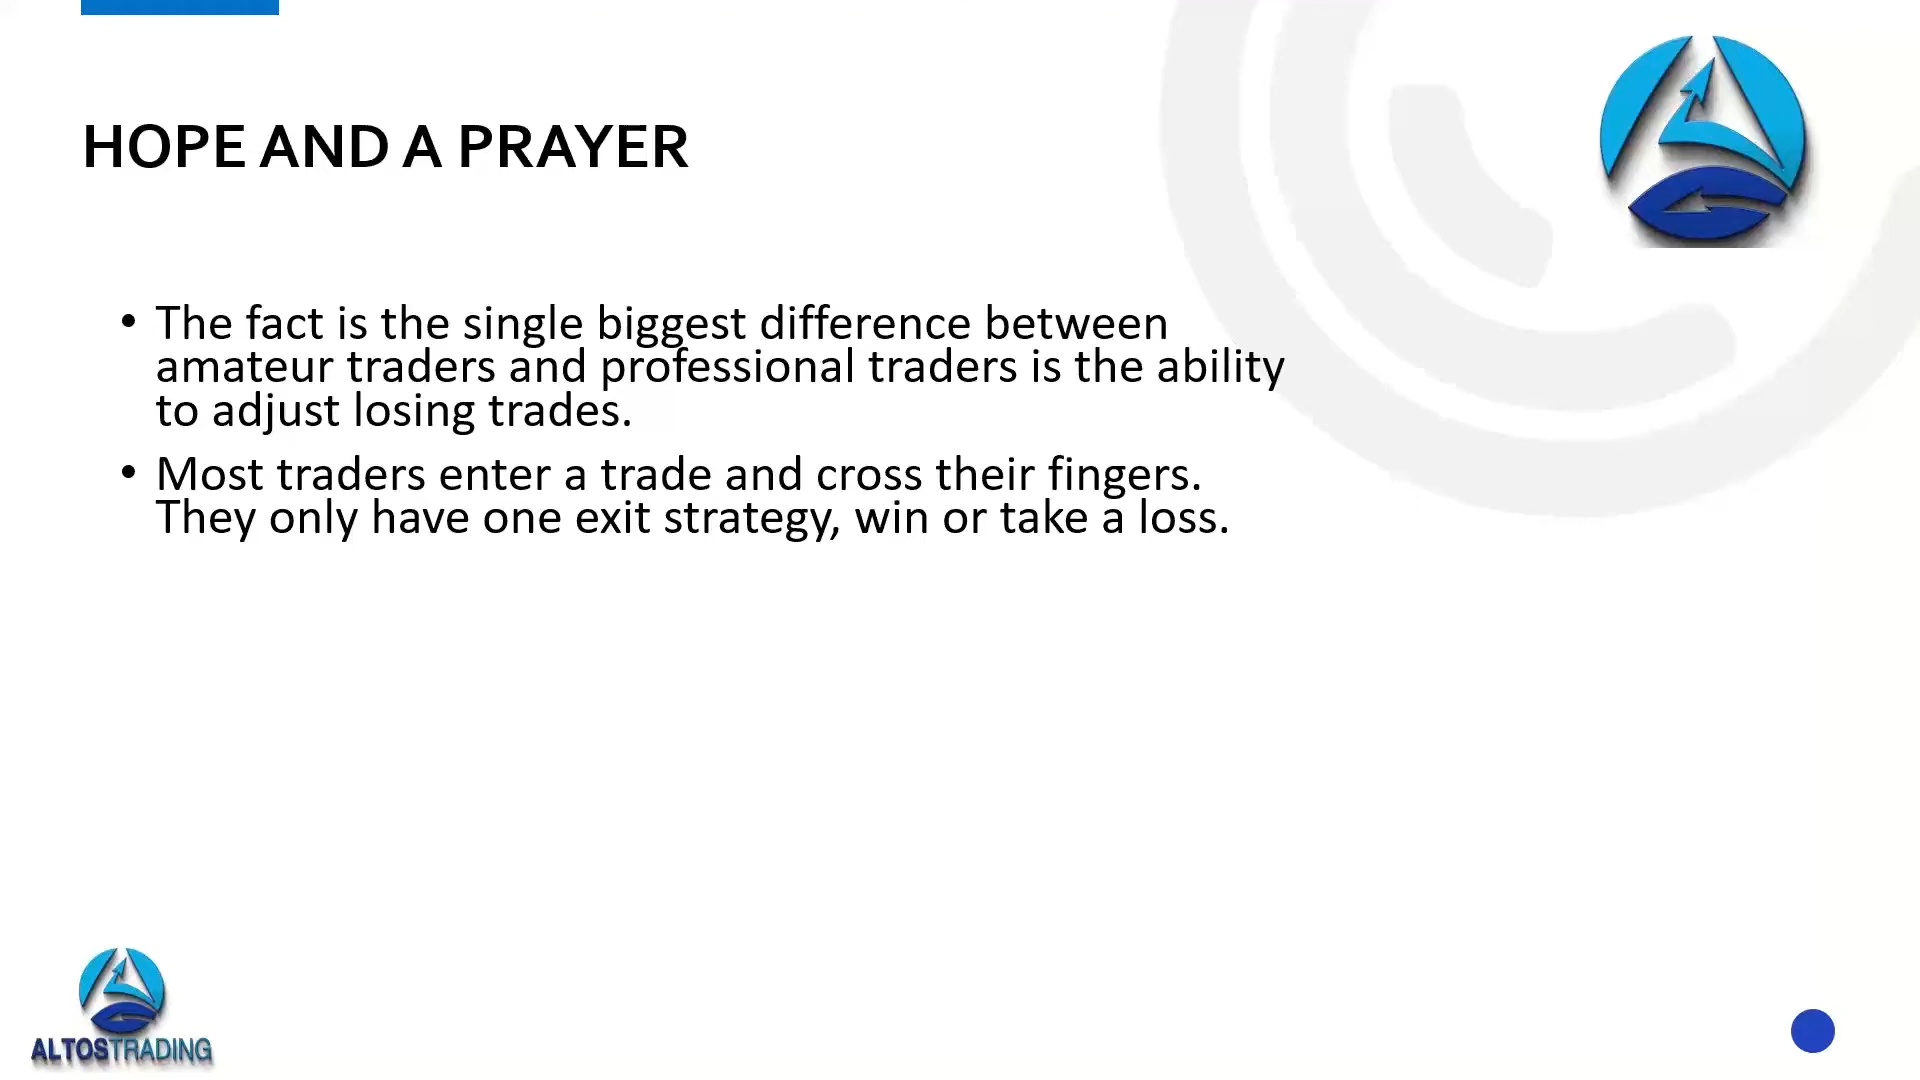 HOPE AND A PRAYER
• The fact is the single biggest difference between
amateur traders and professional traders is the ability
to adjust losing trades.
• Most traders enter a trade and cross their fingers.
They only have one exit strategy, win or take a loss.
ALTOSTRADING